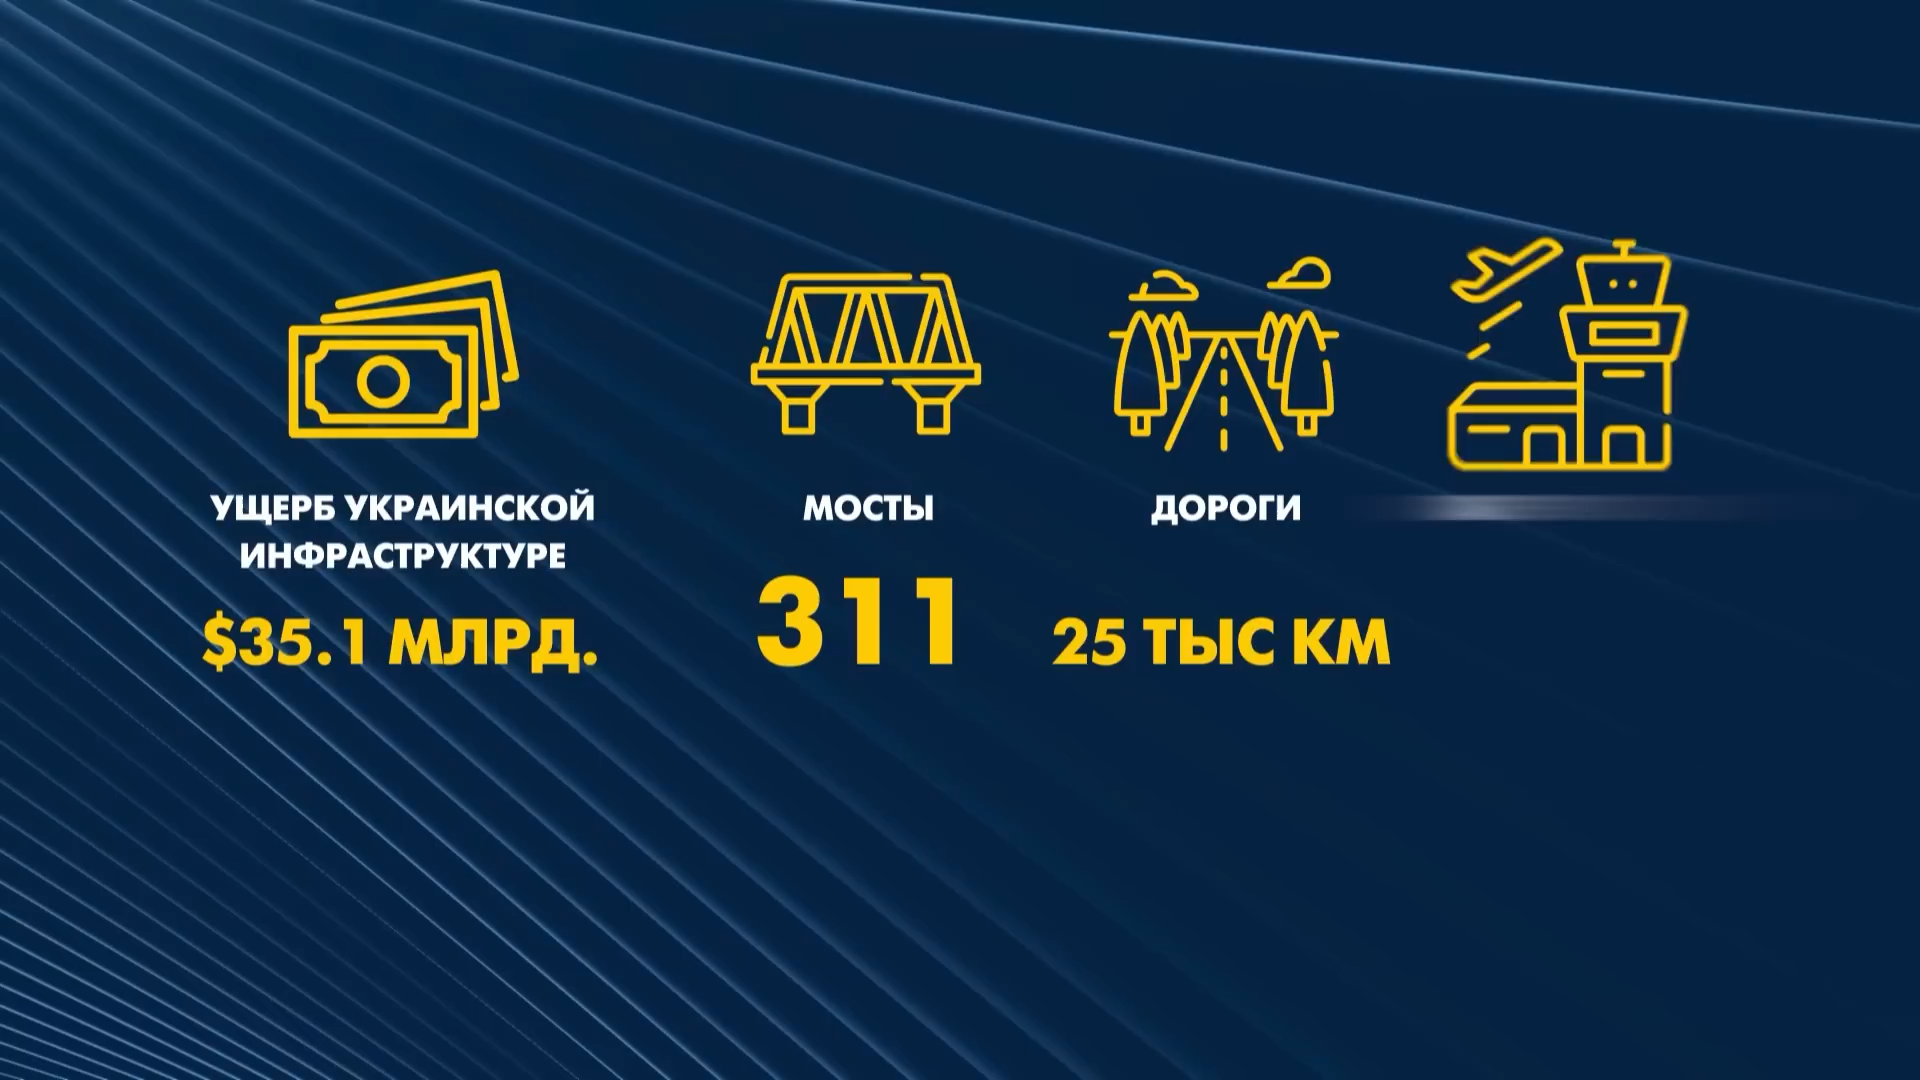 УЩЕРБ УКРАИНСКОЙ
ИНФРАСТРУКТУРЕ
$35.1 МЛРД.
МОСТЫ
311
ДОРОГИ
25 ТЫС КМ